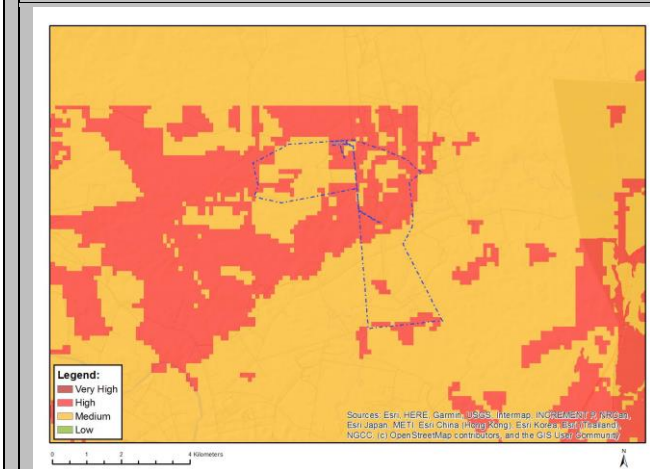 Legend:
Very High
High
Medium
Low
Sources: Esri, HERE, Garmin, USGS, Intermap, INCREMENT P, NRCan,
Esri Japan, METI, Esri China (Hong Kong), Esri Korea, Esri (Thailand),
NGCC, (c) OpenStreetMap contributors, and the GIS User Community
0 1 2 4 Kilometers
N